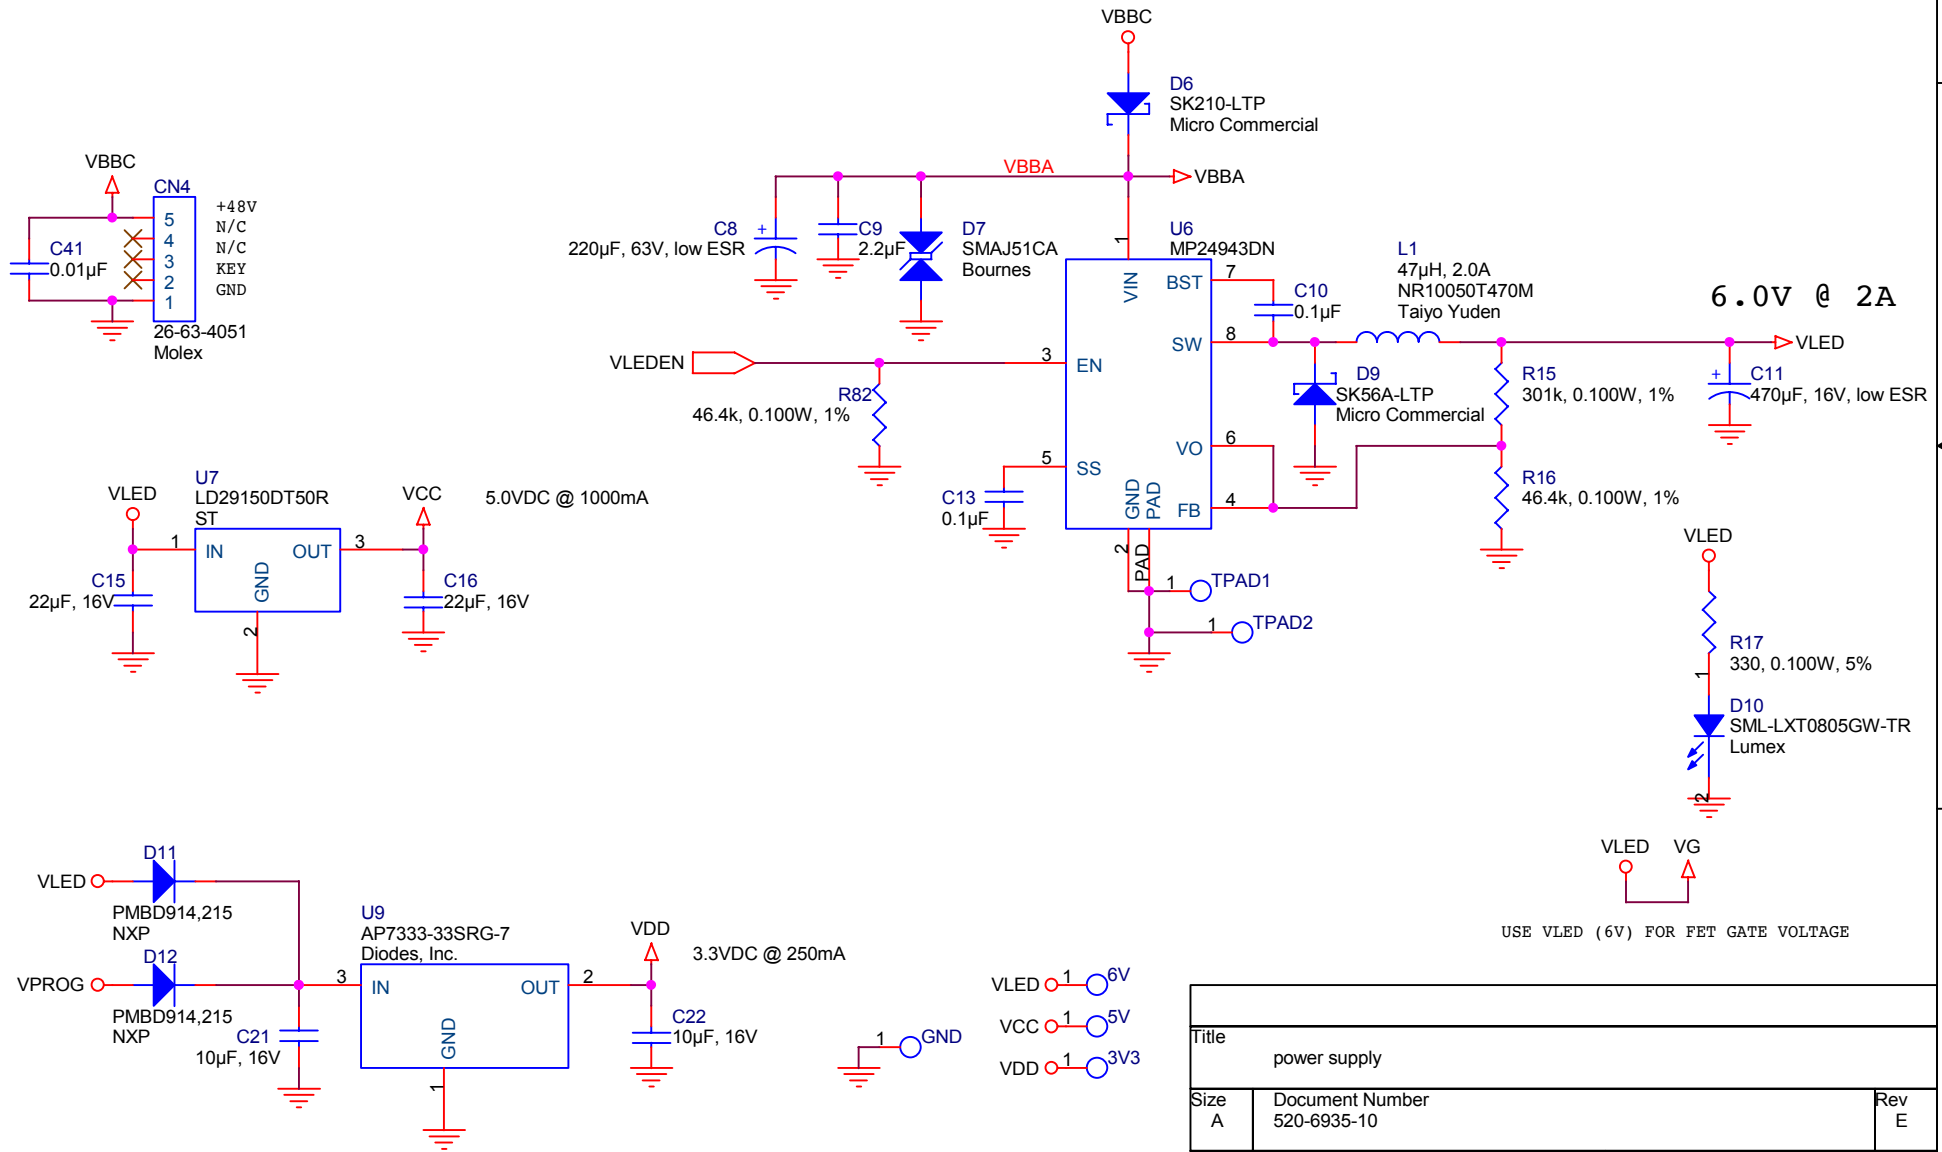 VBBC
D6
SK210-LTP
Micro Commercial
VBBA
VBBA
VBBC
CN4
5
4
3
2
1
+48V
N/C
N/C
KEY
GND
C41
0.01µF
26-63-4051
Molex
C8
+
220µF, 63V, low ESR
C9
2.2µF
D7
SMAJ51CA
Bournes
U6
MP24943DN
1
VIN
BST
7
C10
0.1µF
SW
8
L1
47µH, 2.0A
NR10050T470M
Taiyo Yuden
6.0V @ 2A
VLED
VLEDEN
3
EN
R82
46.4k, 0.100W, 1%
D9
SK56A-LTP
Micro Commercial
R15
301k, 0.100W, 1%
+
C11
470µF, 16V, low ESR
VO
6
5
SS
C13
0.1µF
FB
4
GND
PAD
2
PAD
R16
46.4k, 0.100W, 1%
1
TPAD1
1
TPAD2
VLED
U7
LD29150DT50R
ST
VCC
5.0VDC @ 1000mA
1
IN
OUT
3
GND
2
C15
22µF, 16V
C16
22µF, 16V
VLED
R17
330, 0.100W, 5%
1
D10
SML-LXT0805GW-TR
Lumex
2
VLED
VG
USE VLED (6V) FOR FET GATE VOLTAGE
D11
VLED
PMBD914,215
NXP
D12
VPROG
PMBD914,215
NXP
C21
10µF, 16V
U9
AP7333-33SRG-7
Diodes, Inc.
3
IN
OUT
2
GND
1
VDD
3.3VDC @ 250mA
C22
10µF, 16V
1
GND
VLED
1
6V
VCC
1
5V
VDD
1
3V3
Title
power supply
Size
A
Document Number
520-6935-10
Rev
E